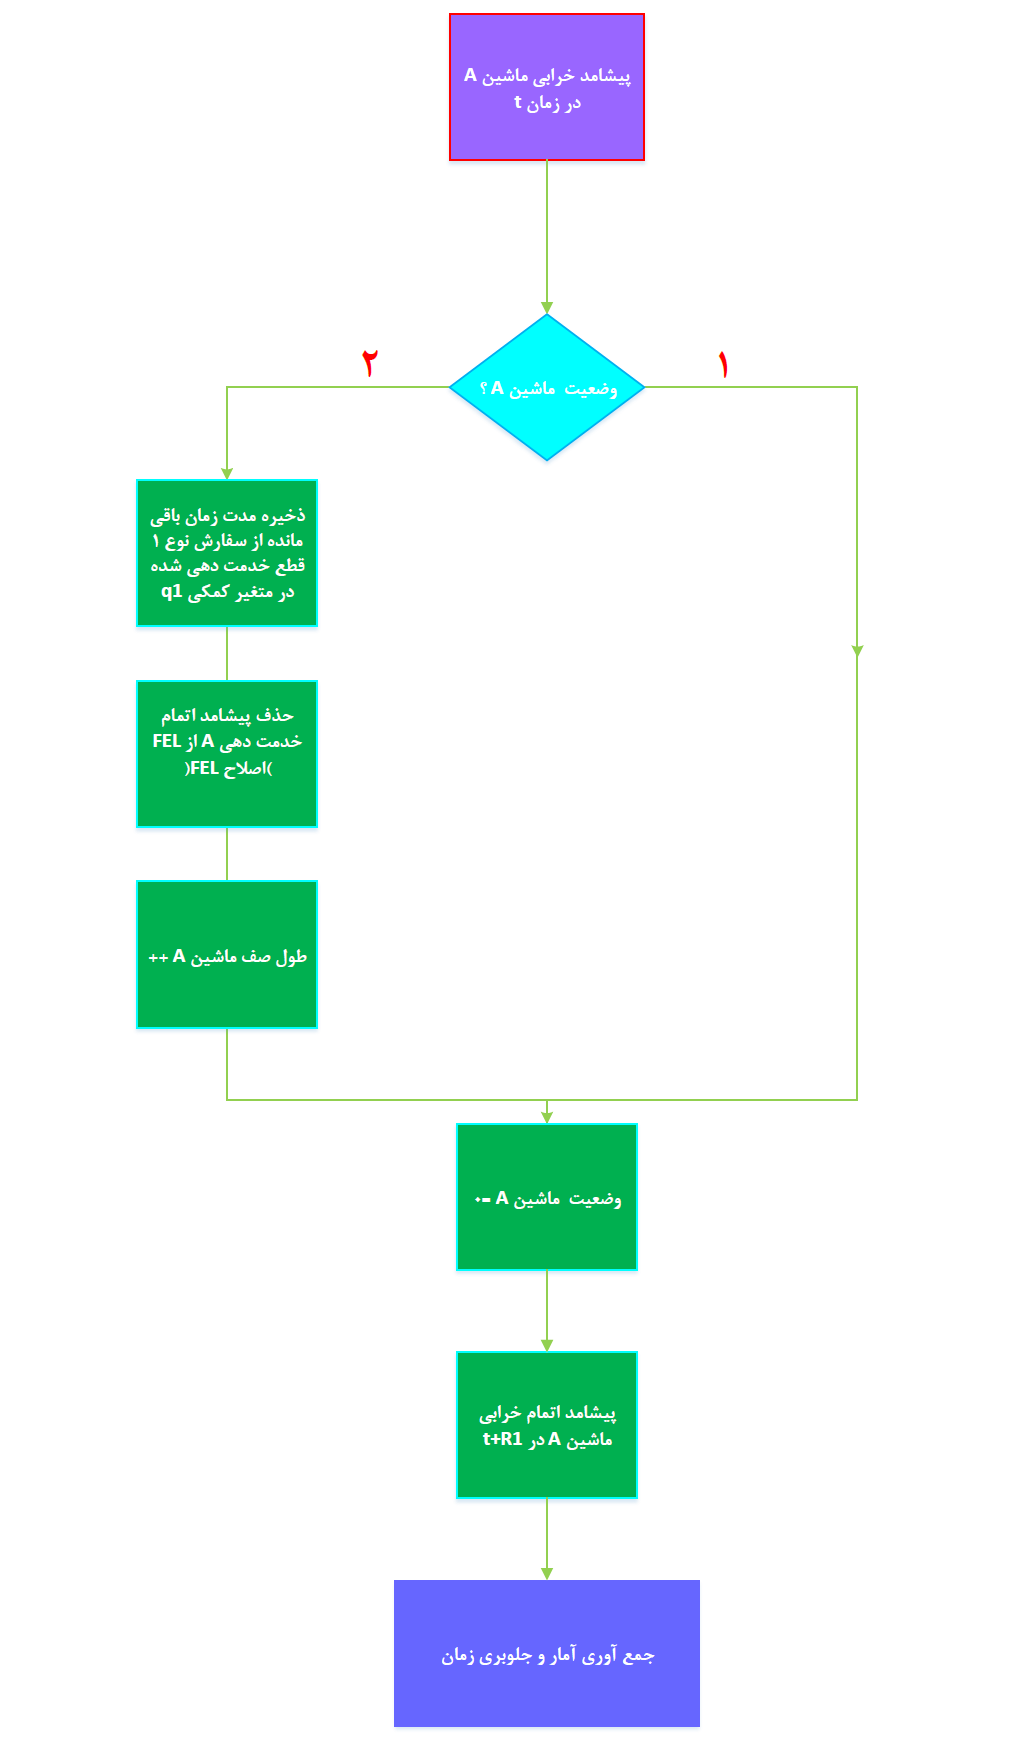 پیشامد خرابی ماشین A
در زمان t
۱
۲
وضعیت ماشین A ؟
ذخیره مدت زمان باقی
مانده از سفارش نوع ۱
قطع خدمت دهی شده
در متغیر کمکی q1
حذف پیشامد اتمام
خدمت دهی A از FEL
)اصلاح FEL(
طول صف ماشین A ++
وضعیت ماشین A =۰
پیشامد اتمام خرابی
ماشین A در t+R1
جمع آوری آمار و جلوبری زمان